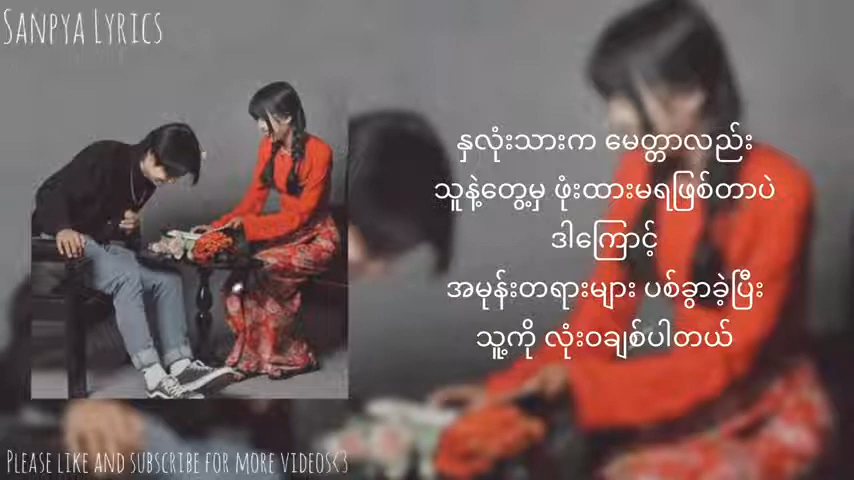 SANPYA LYRICS
နှလုံးသားက မေတ္တာလည်း
သူနဲ့တွေ့မှ ဖုံးထားမရဖြစ်တာပဲ
ဒါကြောင့်
အမုန်းတရားများ ပစ်ခွာခဲ့ပြီး
သူ့ကို လုံးဝချစ်ပါတယ်
PLEASE LIKE AND SUBSCRIBE FOR MORE VIDEOS<3